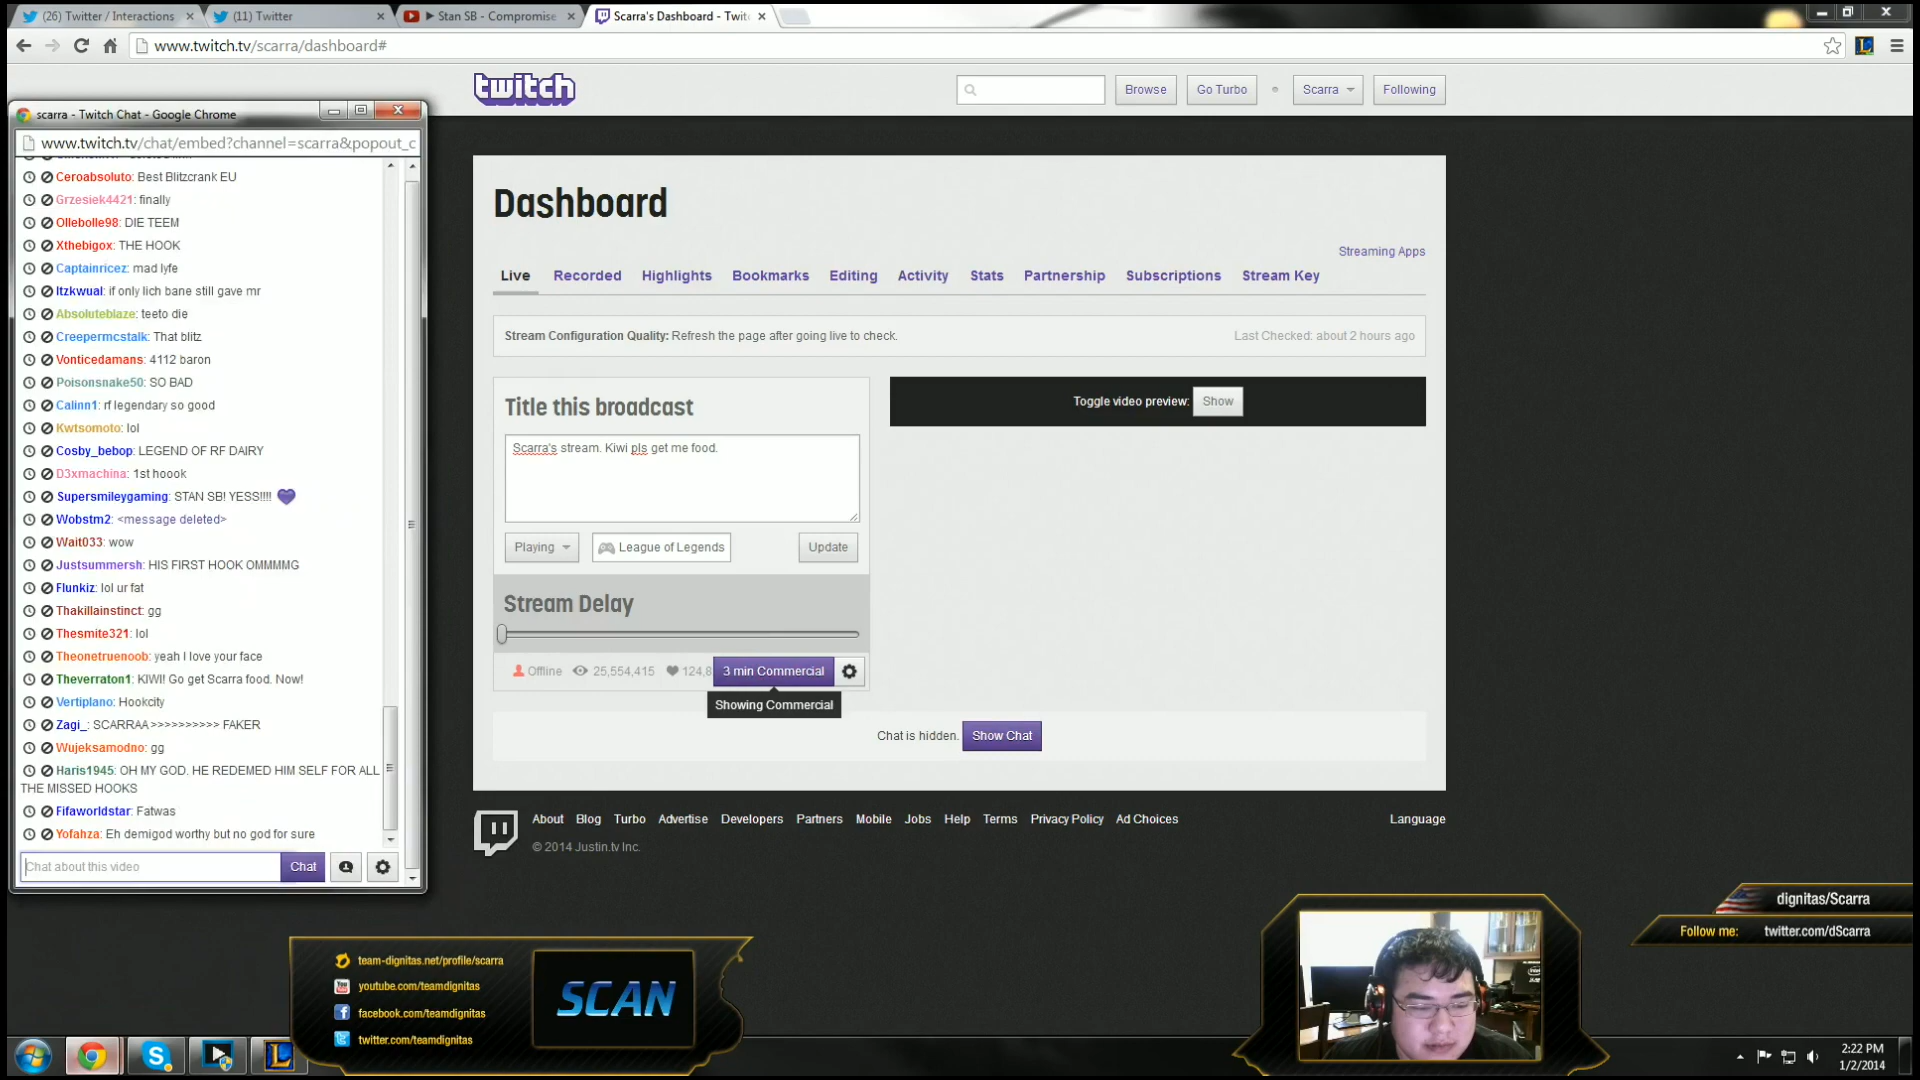 (26) Twitter / Interactions
(11) Twitter
Stan SB - Compromise
Scarra's Dashboard - Twit
www.twitch.tv/scarra/dashboard#
twitch
Browse
Go Turbo
Scarra
Following
scarra - Twitch Chat - Google Chrome
www.twitch.tv/chat/embed?channel=scarra&popout_c
Ceroabsoluto: Best Blitzcrank EU
Grzesiek4421: finally
Ollebolle98: DIE TEEM
Xthebigox: THE HOOK
Captainricez: mad lyfe
Itzkwual: if only lich bane still gave mr
Absoluteblaze: teeto die
Creepermcstalk: That blitz
Vonticedamans: 4112 baron
Poisonsnake50: SO BAD
Calinn1: rf legendary so good
Kwtsomoto: lol
Cosby_bebop: LEGEND OF RF DAIRY
D3xmachina: 1st hoook
Supersmileygaming: STAN SB! YESS!!!!
Wobstm2: <message deleted>
Wait033: wow
Justsummersh: HIS FIRST HOOK OMMMMG
Flunkiz: lol ur fat
Thakillainstinct: gg
Thesmite321: lol
Theonetruenoob: yeah I love your face
Theverraton1: KIWI! Go get Scarra food. Now!
Vertiplano: Hookcity
Zagi_: SCARRAA >>>>>>>>>> FAKER
Wujeksamodno: gg
Haris1945: OH MY GOD. HE REDEMED HIM SELF FOR ALL
THE MISSED HOOKS
Fifaworldstar: Fatwas
Yofahza: Eh demigod worthy but no god for sure
Chat about this video
Chat
Dashboard
Streaming Apps
Live
Recorded
Highlights
Bookmarks
Editing
Activity
Stats
Partnership
Subscriptions
Stream Key
Stream Configuration Quality: Refresh the page after going live to check.
Last Checked: about 2 hours ago
Title this broadcast
Scarra's stream. Kiwi pls get me food.
Playing
League of Legends
Update
Toggle video preview:
Show
Stream Delay
Offline
25,554,415
124,8
3 min Commercial
Showing Commercial
Chat is hidden.
Show Chat
About
Blog
Turbo
Advertise
Developers
Partners
Mobile
Jobs
Help
Terms
Privacy Policy
Ad Choices
Language
© 2014 Justin.tv Inc.
dignitas/Scarra
Follow me: twitter.com/dScarra
team-dignitas.net/profile/scarra
youtube.com/teamdignitas
facebook.com/teamdignitas
twitter.com/teamdignitas
SCAN
2:22 PM
1/2/2014